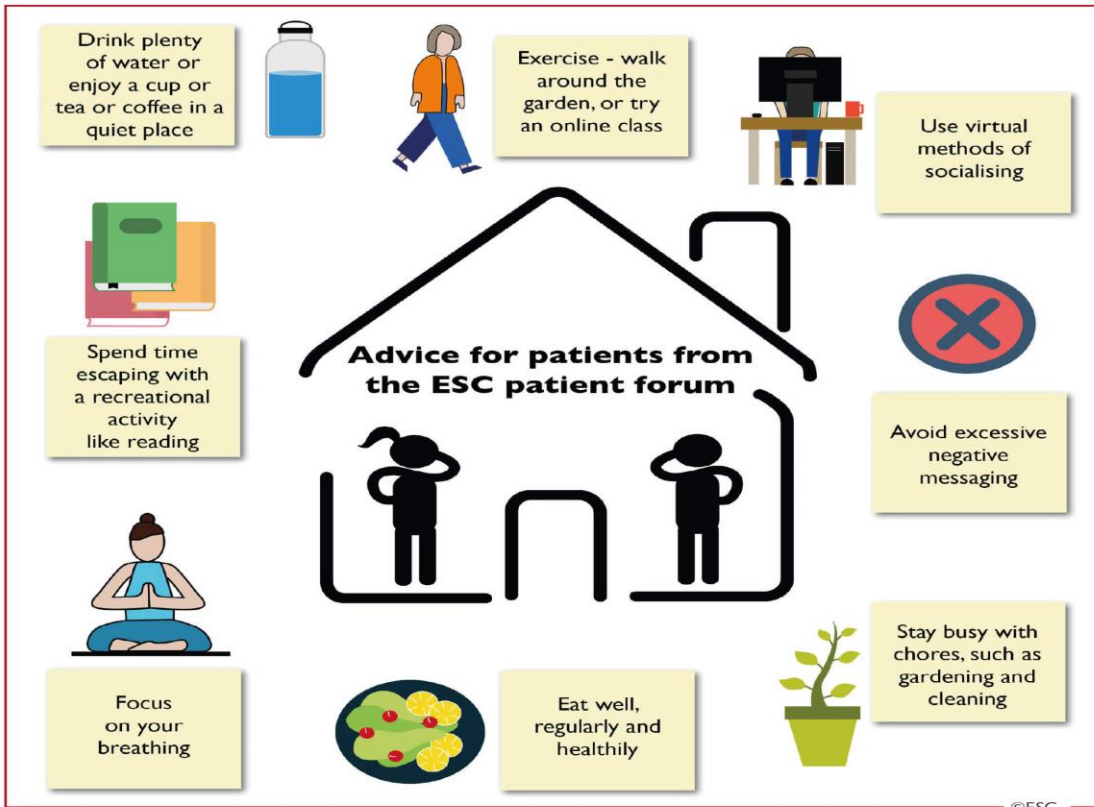 Drink plenty
of water or
enjoy a cup or
tea or coffee in a
quiet place
Exercise - walk
around the
garden, or try
an online class
Use virtual
methods of
socialising
Spend time
escaping with
a recreational
activity
like reading
Advice for patients from
the ESC patient forum
Avoid excessive
negative
messaging
Focus
on your
breathing
Eat well,
regularly and
healthily
Stay busy with
chores, such as
gardening and
cleaning
©ESC